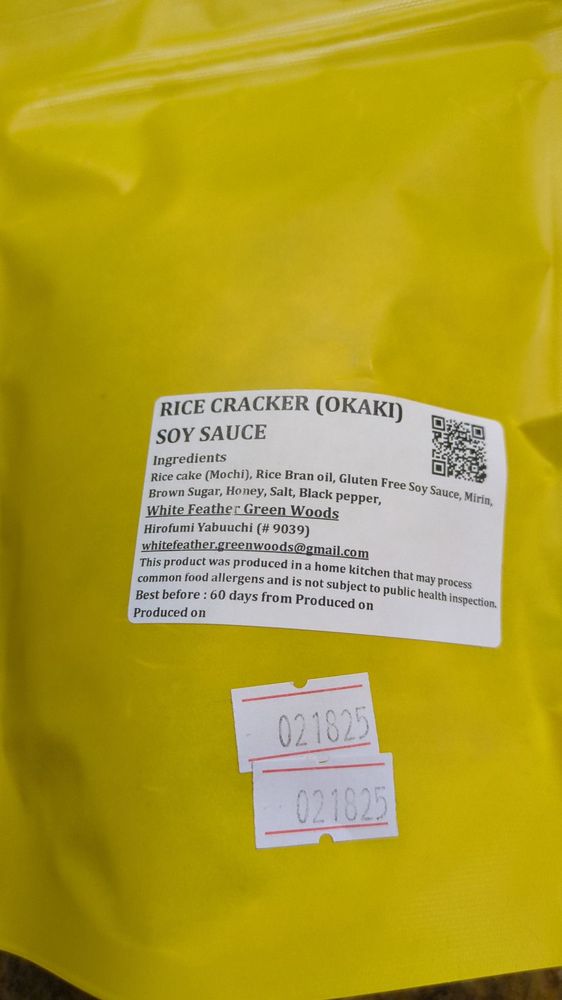 RICE CRACKER (OKAKI)
SOY SAUCE
Ingredients
Rice cake (Mochi), Rice Bran oil, Gluten Free Soy Sauce, Mirin,
Brown Sugar, Honey, Salt, Black pepper,
White Feather Green Woods
Hirofumi Yabuuchi (# 9039)
whitefeather.greenwoods@gmail.com
This product was produced in a home kitchen that may process
common food allergens and is not subject to public health inspection.
Best before : 60 days from Produced on
Produced on
021825
021825